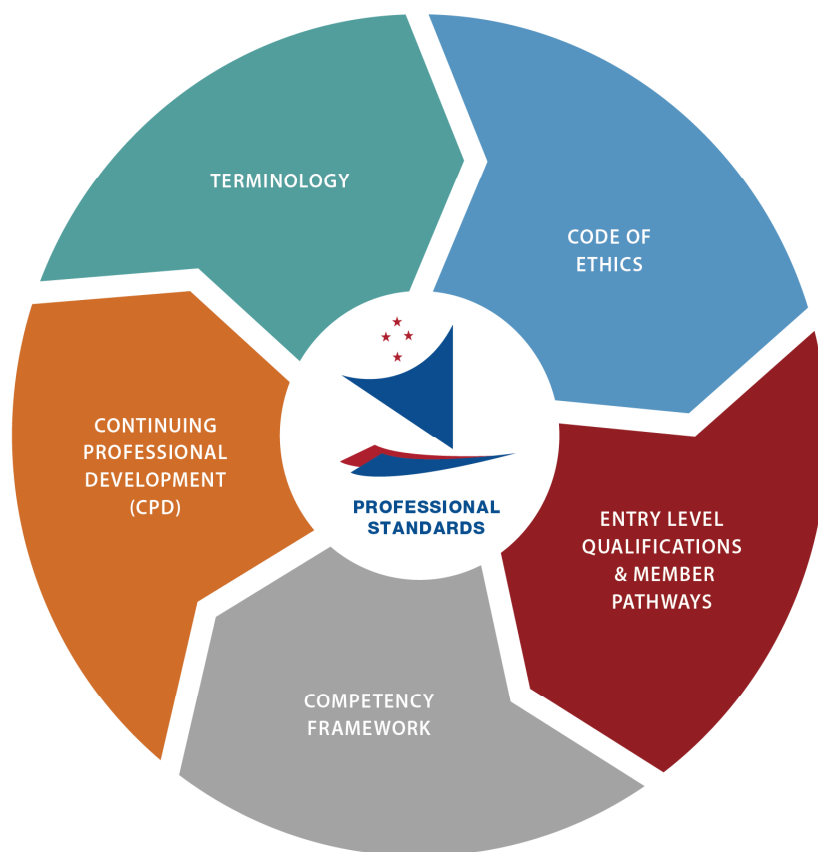 TERMINOLOGY
CODE OF
ETHICS
CONTINUING
PROFESSIONAL
DEVELOPMENT
(CPD)
PROFESSIONAL
STANDARDS
ENTRY LEVEL
QUALIFICATIONS
& MEMBER
PATHWAYS
COMPETENCY
FRAMEWORK